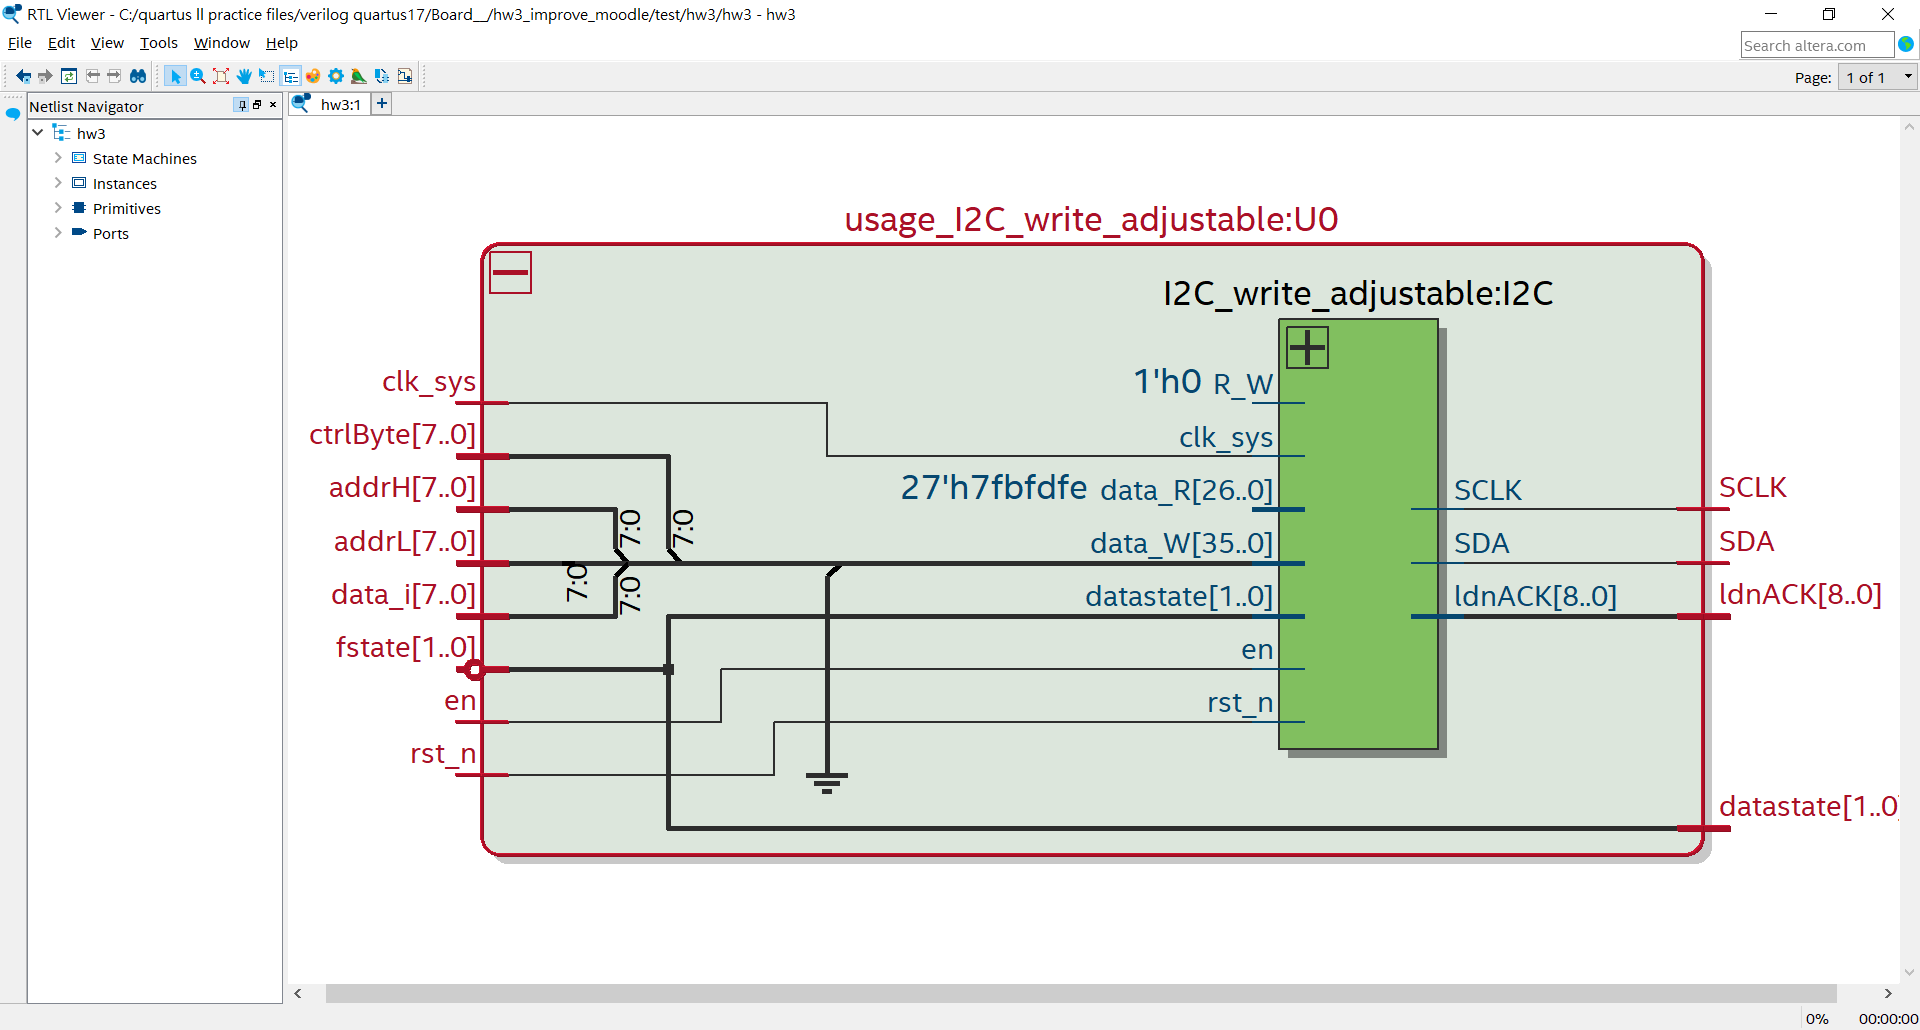 RTL Viewer - C:/quartus ll practice files/verilog quartus17/Board__/hw3_improve_moodle/test/hw3/hw3 - hw3
File Edit View Tools Window Help
Search altera.com
Page: 1 of 1
Netlist Navigator
hw3:1
hw3
State Machines
Instances
Primitives
Ports
usage_I2C_write_adjustable:U0
I2C_write_adjustable:I2C
clk_sys
1'h0 R_W
ctrlByte[7..0]
clk_sys
addrH[7..0]
7:0
7:0
27'h7fbfdfe data_R[26..0]
SCLK
SCLK
addrL[7..0]
data_W[35..0]
SDA
SDA
7:0
7:0
data_i[7..0]
datastate[1..0]
ldnACK[8..0]
ldnACK[8..0]
fstate[1..0]
en
en
rst_n
rst_n
datastate[1..0]
0% 00:00:00